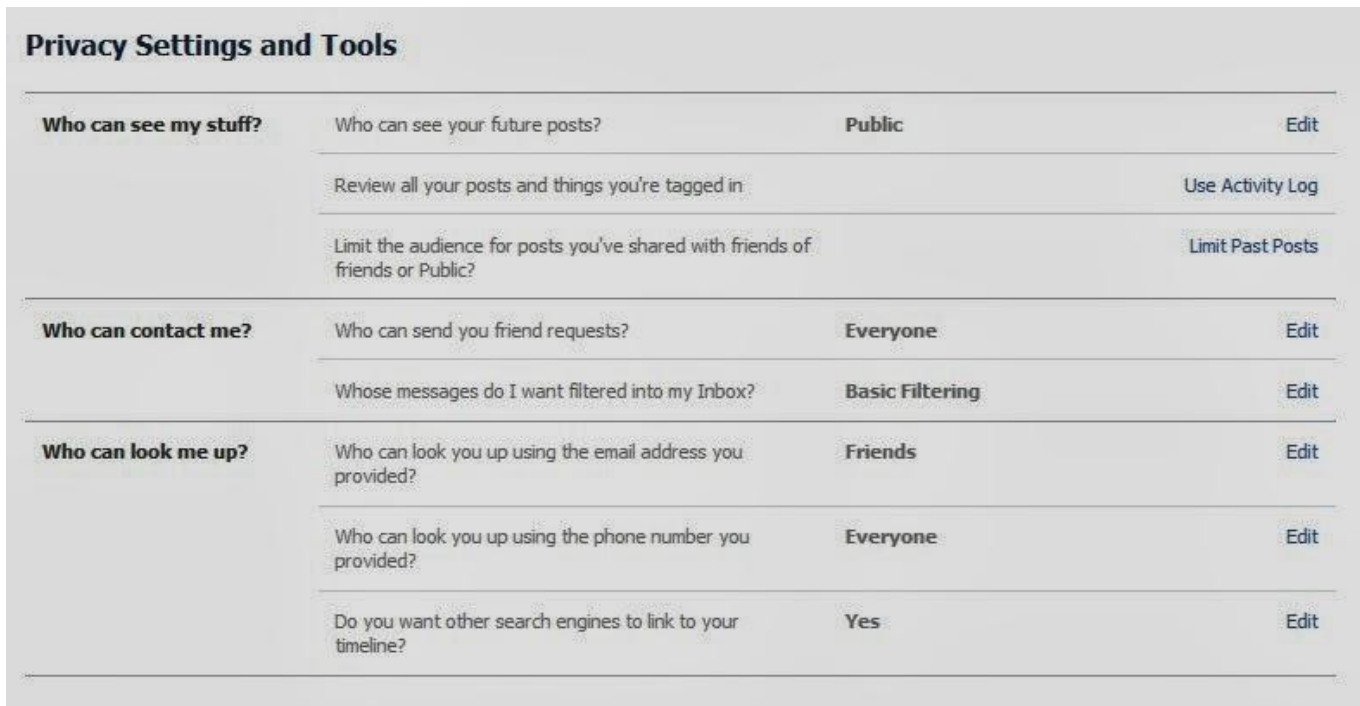 Privacy Settings and Tools
Who can see my stuff? Who can see your future posts? Public Edit
Review all your posts and things you're tagged in Use Activity Log
Limit the audience for posts you've shared with friends of Limit Past Posts
friends or Public?
Who can contact me? Who can send you friend requests? Everyone Edit
Whose messages do I want filtered into my Inbox? Basic Filtering Edit
Who can look me up? Who can look you up using the email address you Friends Edit
provided?
Who can look you up using the phone number you Everyone Edit
provided?
Do you want other search engines to link to your Yes Edit
timeline?